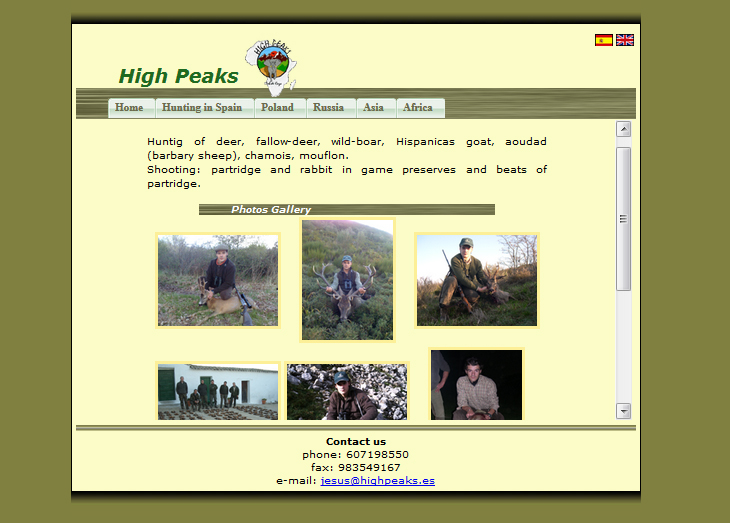 High Peaks
HIGH PEAKS
Home Hunting in Spain Poland Russia Asia Africa
Huntig of deer, fallow-deer, wild-boar, Hispanicas goat, aoudad
(barbary sheep), chamois, mouflon.
Shooting: partridge and rabbit in game preserves and beats of
partridge.
Photos Gallery
Contact us
phone: 607198550
fax: 983549167
e-mail: jesus@highpeaks.es